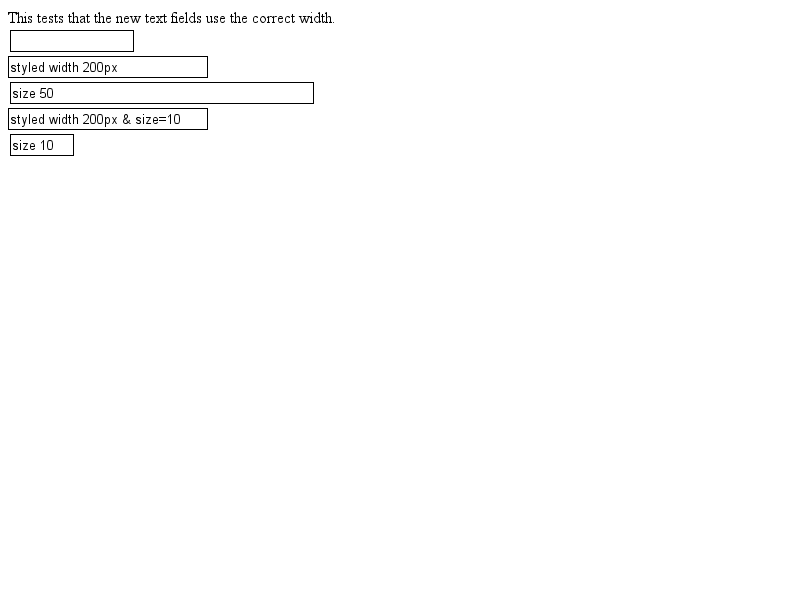 This tests that the new text fields use the correct width.
styled width 200px
size 50
styled width 200px & size=10
size 10